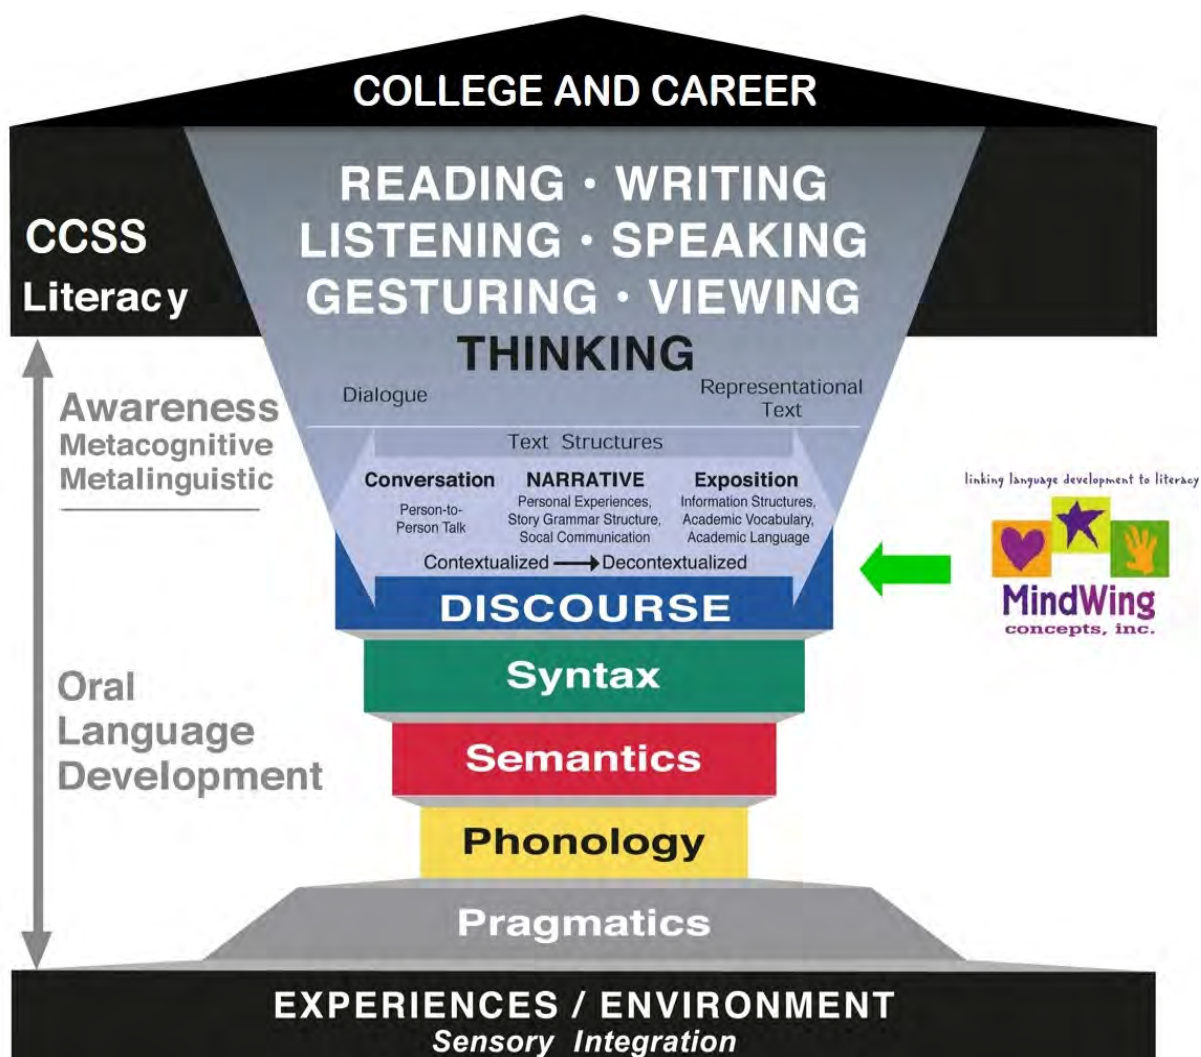 COLLEGE AND CAREER
READING • WRITING
LISTENING • SPEAKING
GESTURING • VIEWING
THINKING
CCSS
Literacy
Dialogue
Representational
Text
Text Structures
Conversation
Person-to-
Person Talk
NARRATIVE
Personal Experiences,
Story Grammar Structure,
Socal Communication
Exposition
Information Structures,
Academic Vocabulary,
Academic Language
Contextualized
Decontextualized
DISCOURSE
Awareness
Metacognitive
Metalinguistic
linking language development to literacy
MindWing
concepts, inc.
Oral
Language
Development
Syntax
Semantics
Phonology
Pragmatics
EXPERIENCES / ENVIRONMENT
Sensory Integration